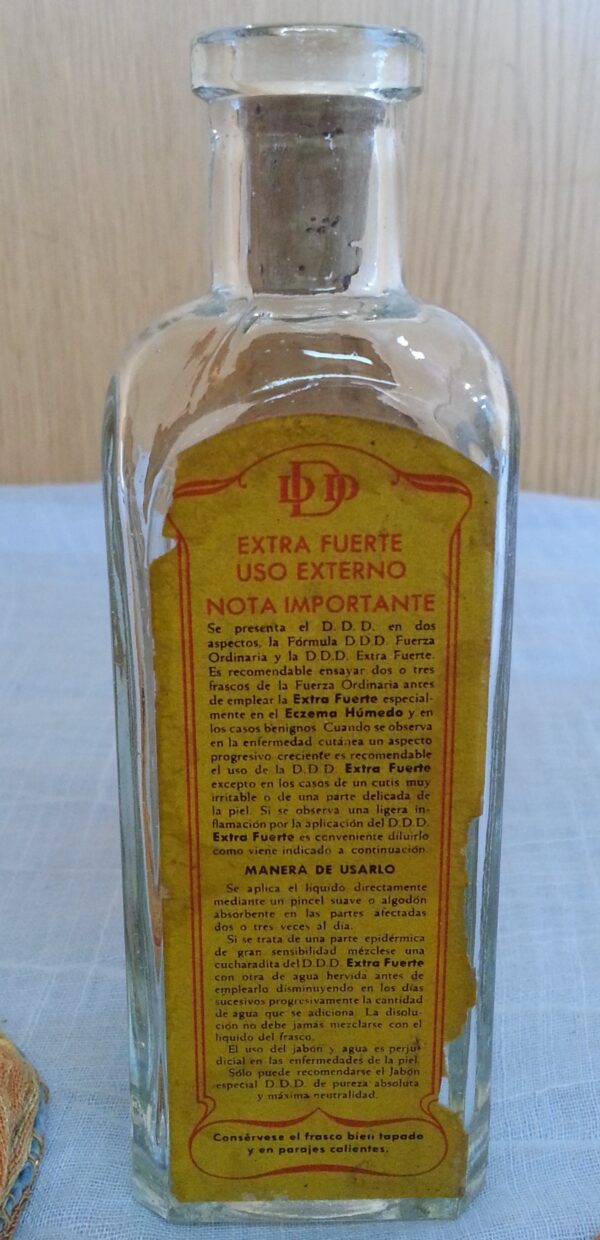 DDD
EXTRA FUERTE
USO EXTERNO
NOTA IMPORTANTE
Se presenta el D. D. D. en dos
aspectos, la Fórmula D.D.D. Fuerza
Ordinaria y la D.D.D. Extra Fuerte.
Es recomendable ensayar dos o tres
frascos de la Fuerza Ordinaria antes
de emplear la Extra Fuerte especial-
mente en el Eczema Húmedo y en
los casos benignos. Cuando se observa
en la enfermedad cutánea un aspecto
progresivo creciente es recomendable
el uso de la D.D.D. Extra Fuerte
excepto en los casos de un cutis muy
irritable o de una parte delicada de
la piel. Si se observa una ligera in-
flamación por la aplicación del D.D.D.
Extra Fuerte es conveniente diluirlo
como viene indicado a continuación.
MANERA DE USARLO
Se aplica el líquido directamente
mediante un pincel suave o algodón
absorbente en las partes afectadas
dos o tres veces al día.
Si se trata de una parte epidérmica
de gran sensibilidad mézclese una
cucharadita del D.D.D. Extra Fuerte
con otra de agua hervida antes de
emplearlo disminuyendo en los días
sucesivos progresivamente la cantidad
de agua que se adiciona. La disolu-
ción no debe jamás mezclarse con el
líquido del frasco.
El uso del jabón y agua es perju-
dicial en las enfermedades de la piel.
Sólo puede recomendarse el Jabón
especial D.D.D. de pureza absoluta
y máxima neutralidad.
Consérvese el frasco bien tapado
y en parajes calientes.